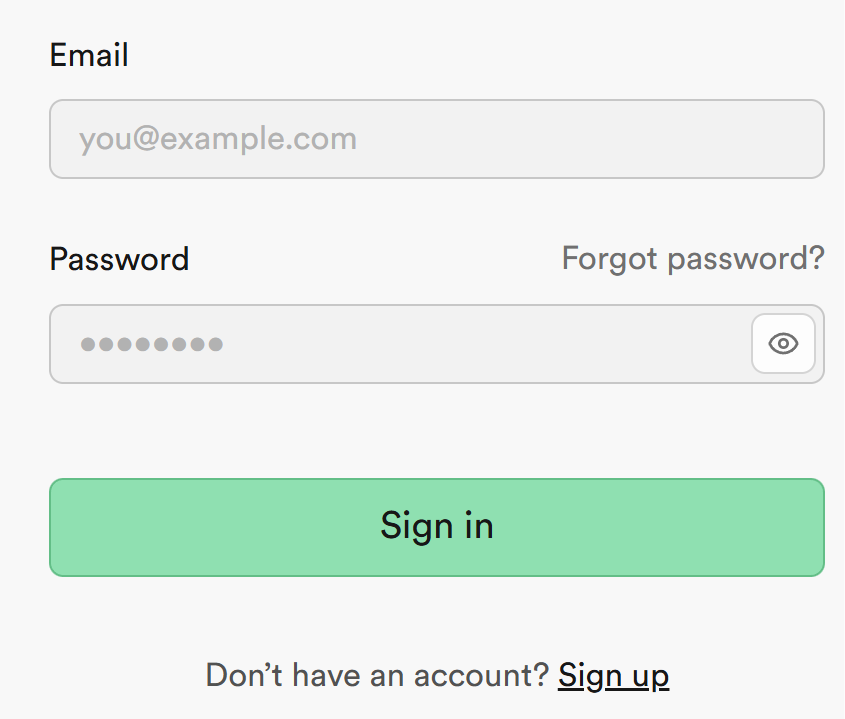 Email
you@example.com
Password Forgot password?
••••••••
Sign in
Don’t have an account? Sign up